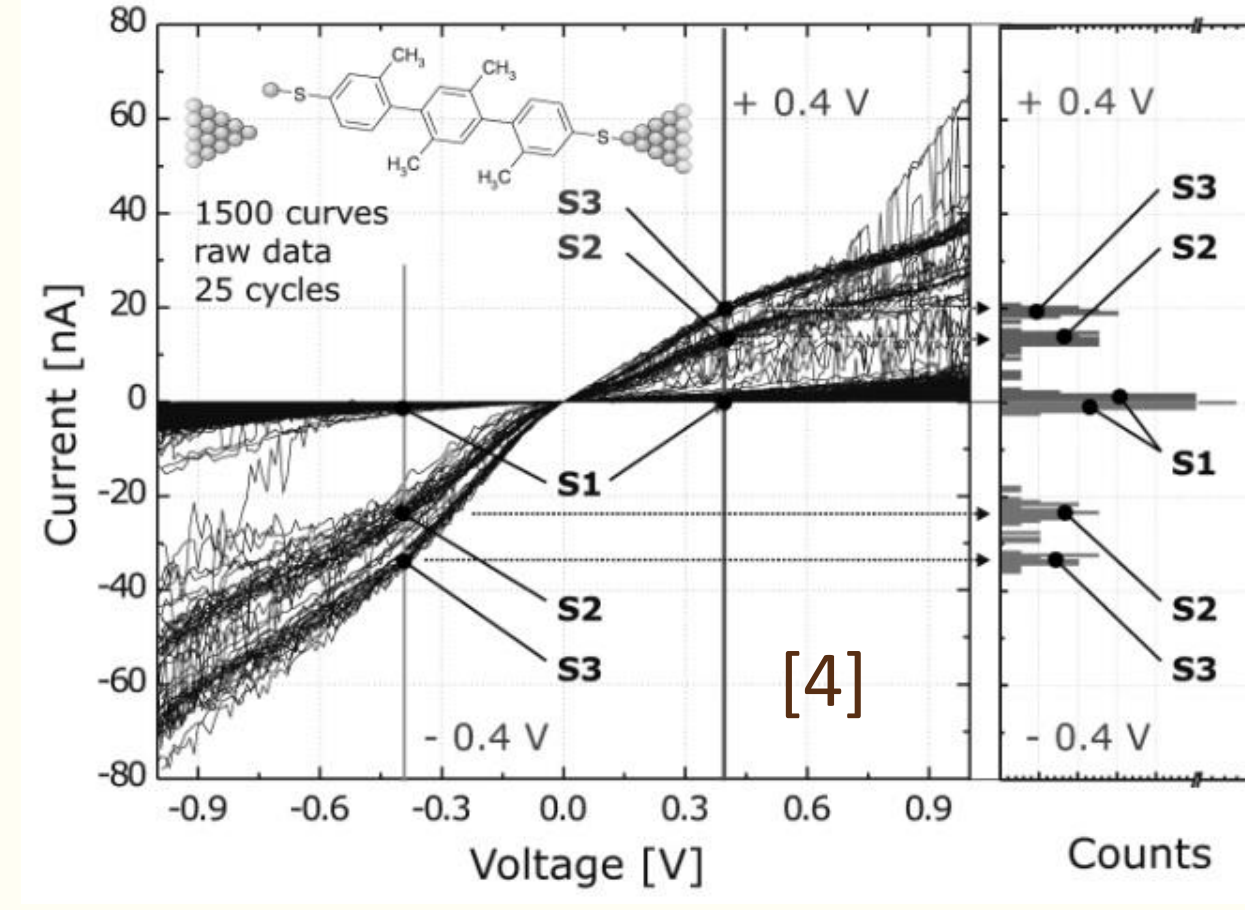 80
60
40
20
0
-20
-40
-60
-80
Current [nA]
CH₃
CH₃
S
S
H₃C
H₃C
1500 curves
raw data
25 cycles
+ 0.4 V
S3
S2
S1
S2
S3
[4]
- 0.4 V
-0.9 -0.6 -0.3 0.0 0.3 0.6 0.9
Voltage [V]
+ 0.4 V
S3
S2
S1
S2
S3
- 0.4 V
Counts